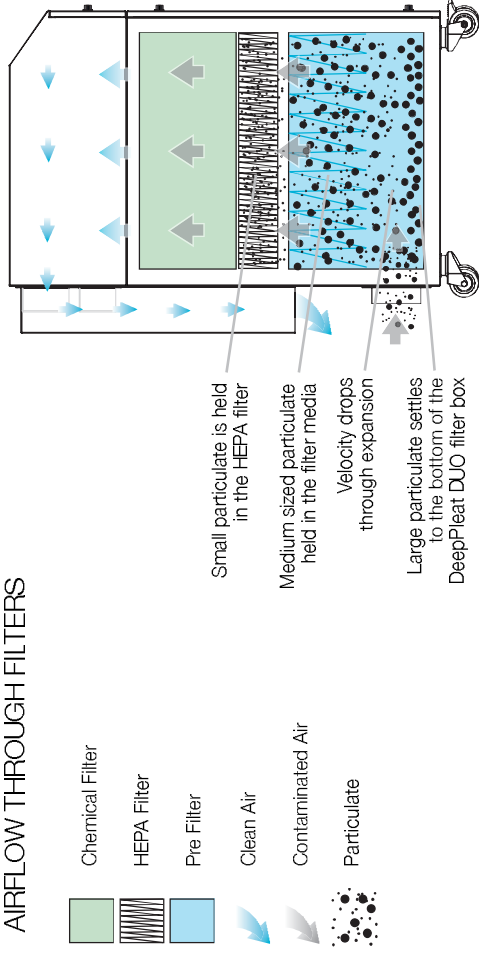 AIRFLOW THROUGH FILTERS
Chemical Filter
HEPA Filter
Pre Filter
Clean Air
Contaminated Air
Particulate
Small particulate is held
in the HEPA filter
Medium sized particulate
held in the filter media
Velocity drops
through expansion
Large particulate settles
to the bottom of the
DeepPleat DUO filter box